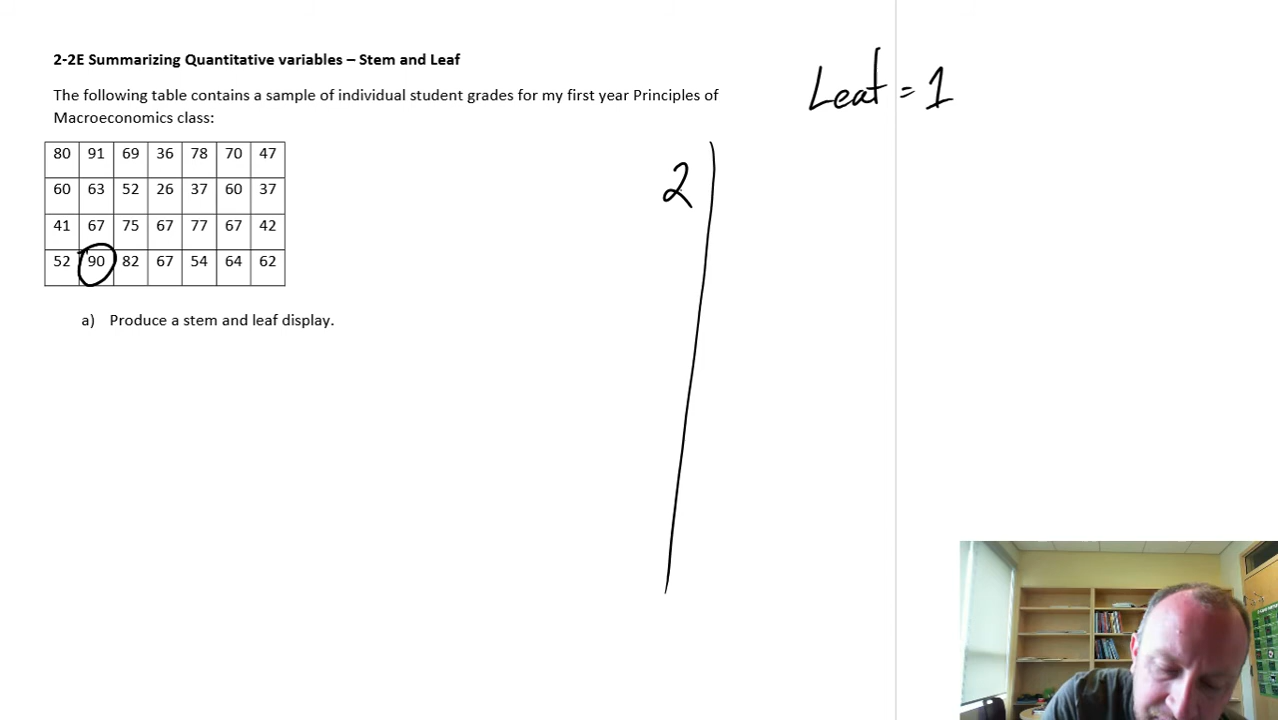 2-2E Summarizing Quantitative variables – Stem and Leaf
The following table contains a sample of individual student grades for my first year Principles of
Macroeconomics class:
80 91 69 36 78 70 47
60 63 52 26 37 60 37
41 67 75 67 77 67 42
52 90 82 67 54 64 62
a) Produce a stem and leaf display.
Leaf = 1
2